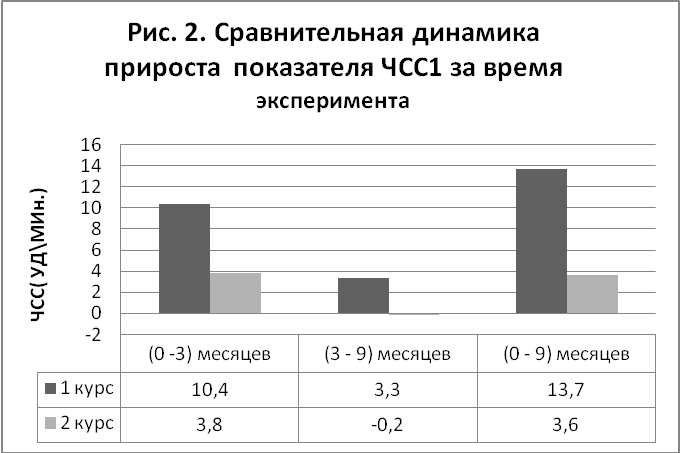 Рис. 2. Сравнительная динамика
прироста показателя ЧСС1 за время
эксперимента
ЧСС( УД\МИн.)
16
14
12
10
8
6
4
2
0
-2
(0 -3) месяцев (3 - 9) месяцев (0 - 9) месяцев
1 курс 10,4 3,3 13,7
2 курс 3,8 -0,2 3,6